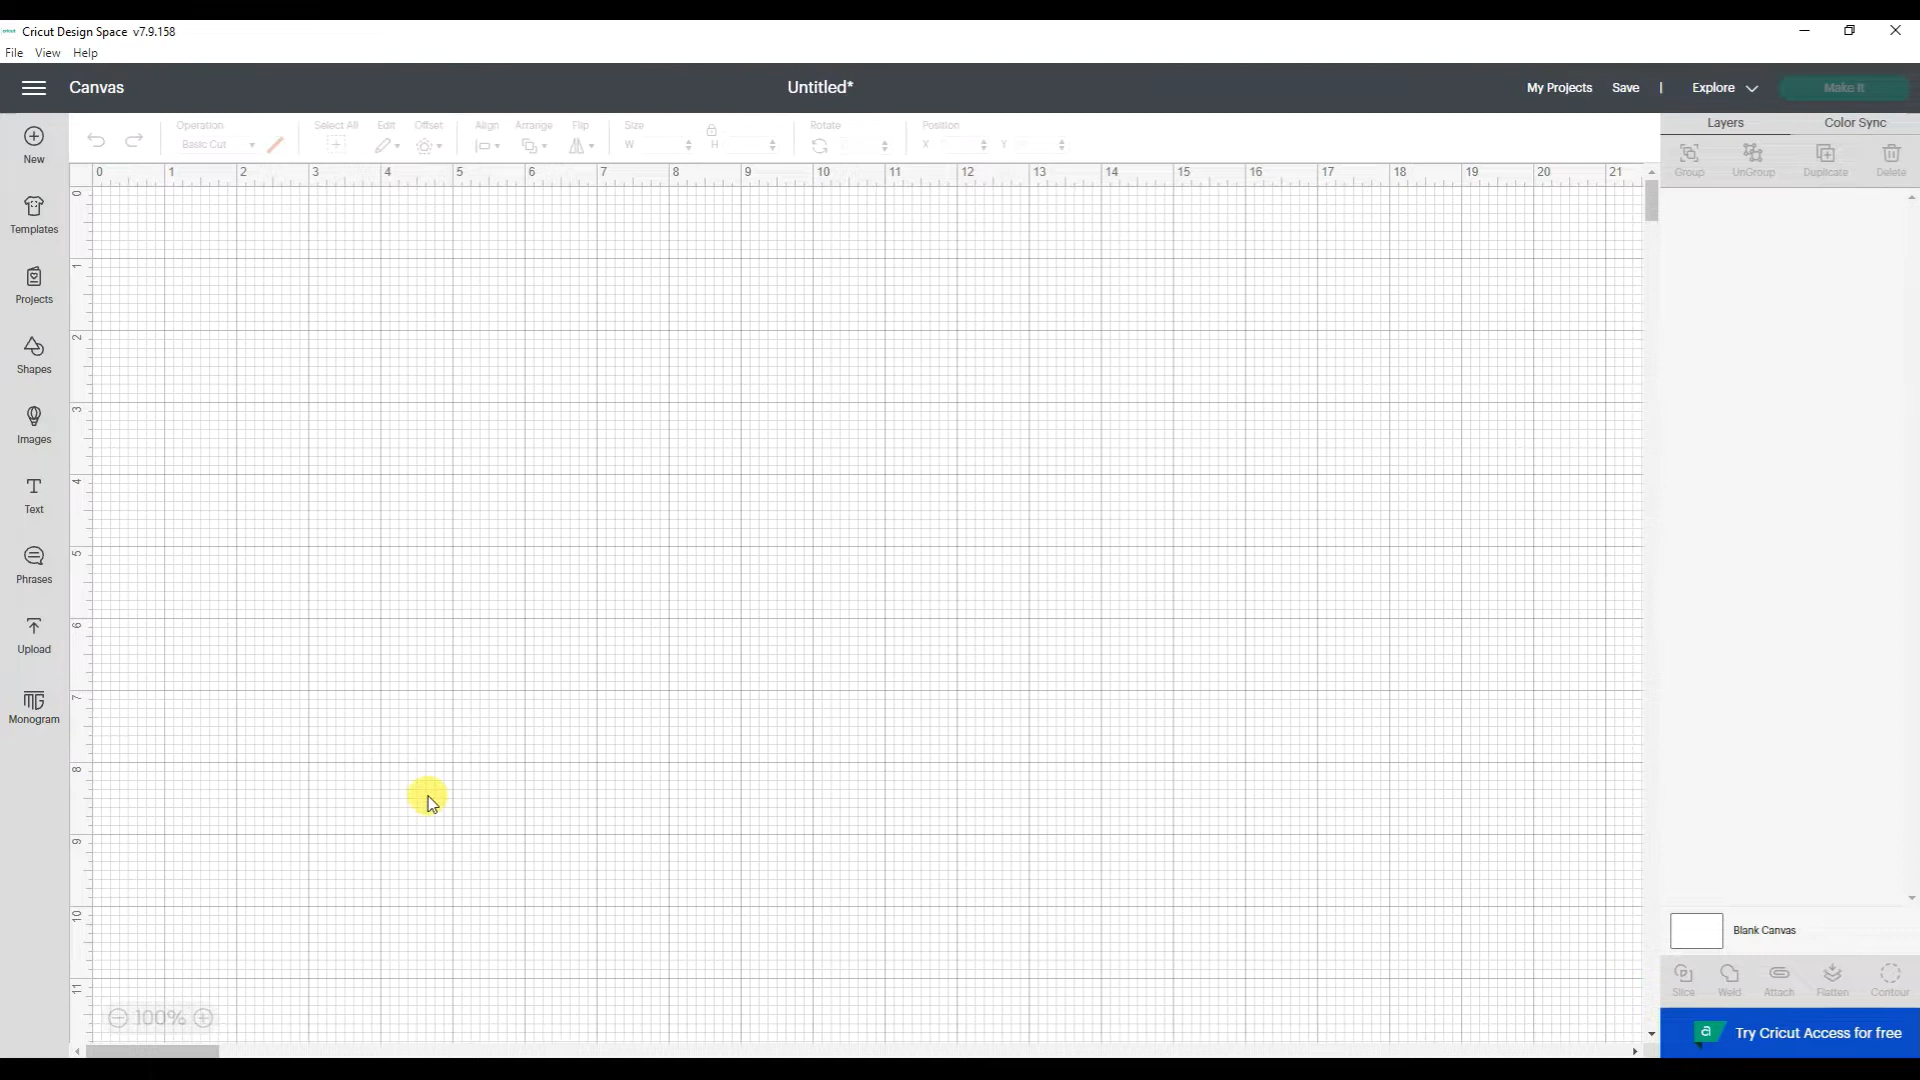 cricut Cricut Design Space v7.9.158
File View Help
Canvas Untitled* My Projects Save | Explore Make It
Operation Select All Edit Offset Align Arrange Flip Size Rotate Position
Basic Cut W H X Y
Layers Color Sync
Group UnGroup Duplicate Delete
0 1 2 3 4 5 6 7 8 9 10 11 12 13 14 15 16 17 18 19 20 21
0
1
2
3
4
5
6
7
8
9
10
11
New
Templates
Projects
Shapes
Images
Text
Phrases
Upload
MG
Monogram
100%
Blank Canvas
Slice Weld Attach Flatten Contour
a Try Cricut Access for free